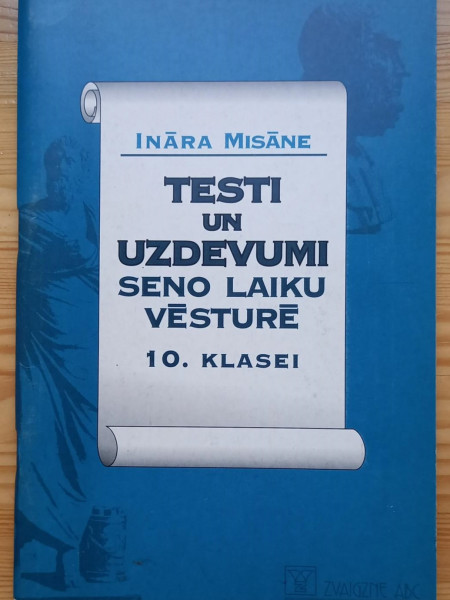 INĀRA MISĀNE
TESTI
UN
UZDEVUMI
SENO LAIKU
VĒSTURĒ
10. KLASEI
ZVAIGZNE ABC